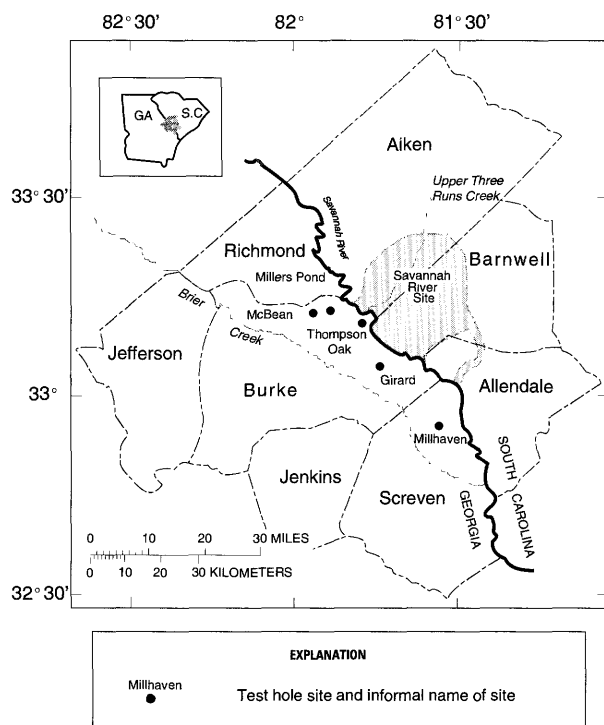 82° 30'
82°
81° 30'
GA
S.C
Aiken
33° 30'
Upper Three
Runs Creek
Savannah River
Richmond
Barnwell
Millers Pond
Savannah
River
Site
Brier
Creek
McBean
Thompson
Oak
Jefferson
33°
Girard
Allendale
Burke
Millhaven
Jenkins
Screven
SOUTH
CAROLINA
GEORGIA
0 10 20 30 MILES
0 10 20 30 KILOMETERS
32° 30'
EXPLANATION
Millhaven
Test hole site and informal name of site